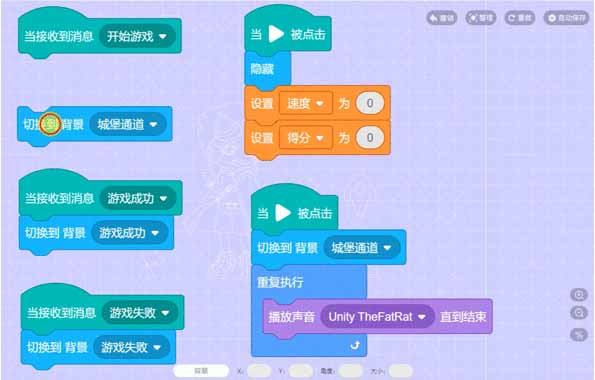 当接收到消息 开始游戏
切换到 背景 城堡通道
当接收到消息 游戏成功
切换到 背景 游戏成功
当接收到消息 游戏失败
切换到 背景 游戏失败
当 被点击
隐藏
设置 速度 为 0
设置 得分 为 0
当 被点击
切换到 背景 城堡通道
重复执行
播放声音 Unity TheFatRat 直到结束
撤销 整理 重做 自动保存
背景 X: Y: 角度: 大小: